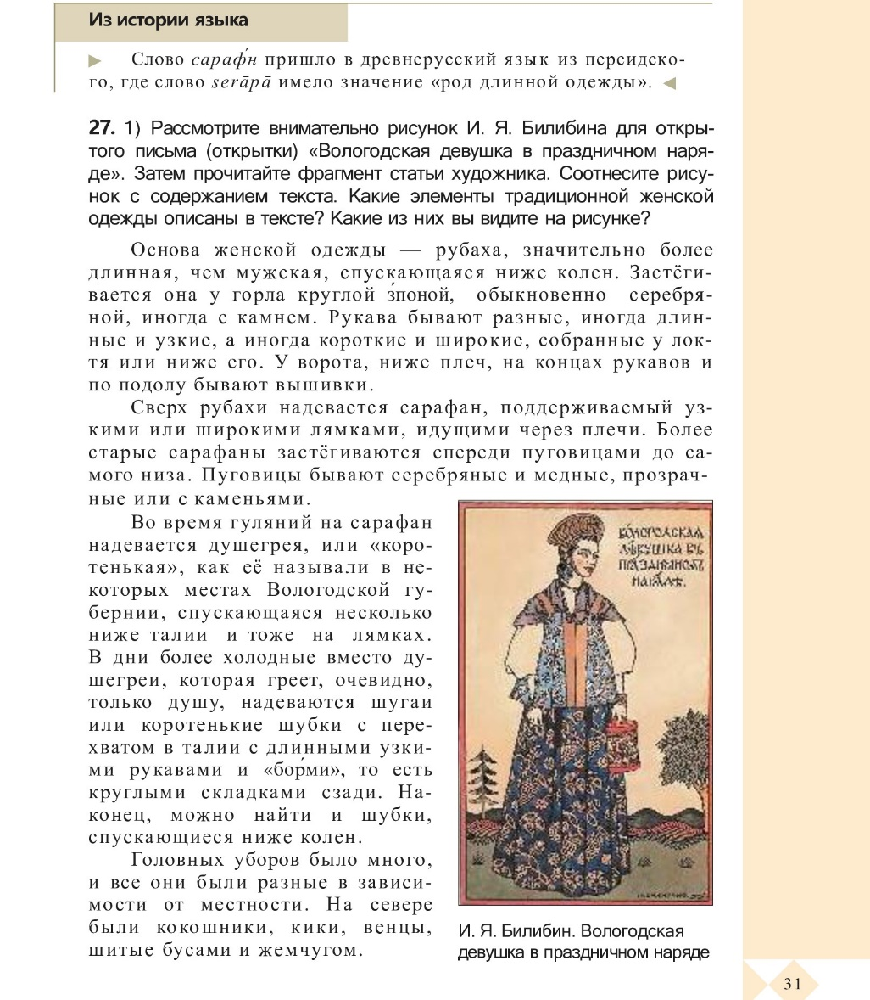 Из истории языка
Слово сараф́н пришло в древнерусский язык из персидско-
го, где слово serāpā имело значение «род длинной одежды».
27. 1) Рассмотрите внимательно рисунок И. Я. Билибина для откры-
того письма (открытки) «Вологодская девушка в праздничном наря-
де». Затем прочитайте фрагмент статьи художника. Соотнесите рису-
нок с содержанием текста. Какие элементы традиционной женской
одежды описаны в тексте? Какие из них вы видите на рисунке?
Основа женской одежды — рубаха, значительно более
длинная, чем мужская, спускающаяся ниже колен. Застёги-
вается она у горла круглой з́поной, обыкновенно серебря-
ной, иногда с камнем. Рукава бывают разные, иногда длин-
ные и узкие, а иногда короткие и широкие, собранные у лок-
тя или ниже его. У ворота, ниже плеч, на концах рукавов и
по подолу бывают вышивки.
Сверх рубахи надевается сарафан, поддерживаемый уз-
кими или широкими лямками, идущими через плечи. Более
старые сарафаны застёгиваются спереди пуговицами до са-
мого низа. Пуговицы бывают серебряные и медные, прозрач-
ные или с каменьями.
Во время гуляний на сарафан
надевается душегрея, или «коро-
тенькая», как её называли в не-
которых местах Вологодской гу-
бернии, спускающаяся несколько
ниже талии и тоже на лямках.
В дни более холодные вместо ду-
шегреи, которая греет, очевидно,
только душу, надеваются шугаи
или коротенькие шубки с пере-
хватом в талии с длинными узки-
ми рукавами и «бор́ми», то есть
круглыми складками сзади. На-
конец, можно найти и шубки,
спускающиеся ниже колен.
Головных уборов было много,
и все они были разные в зависи-
мости от местности. На севере
были кокошники, кики, венцы,
шитые бусами и жемчугом.
ВОЛОГОДСКАЯ
ДѢВУШКА ВЪ
ПРАЗДНИЧНОМЪ
НАРЯДѢ.
И. Я. Билибин. Вологодская
девушка в праздничном наряде
31